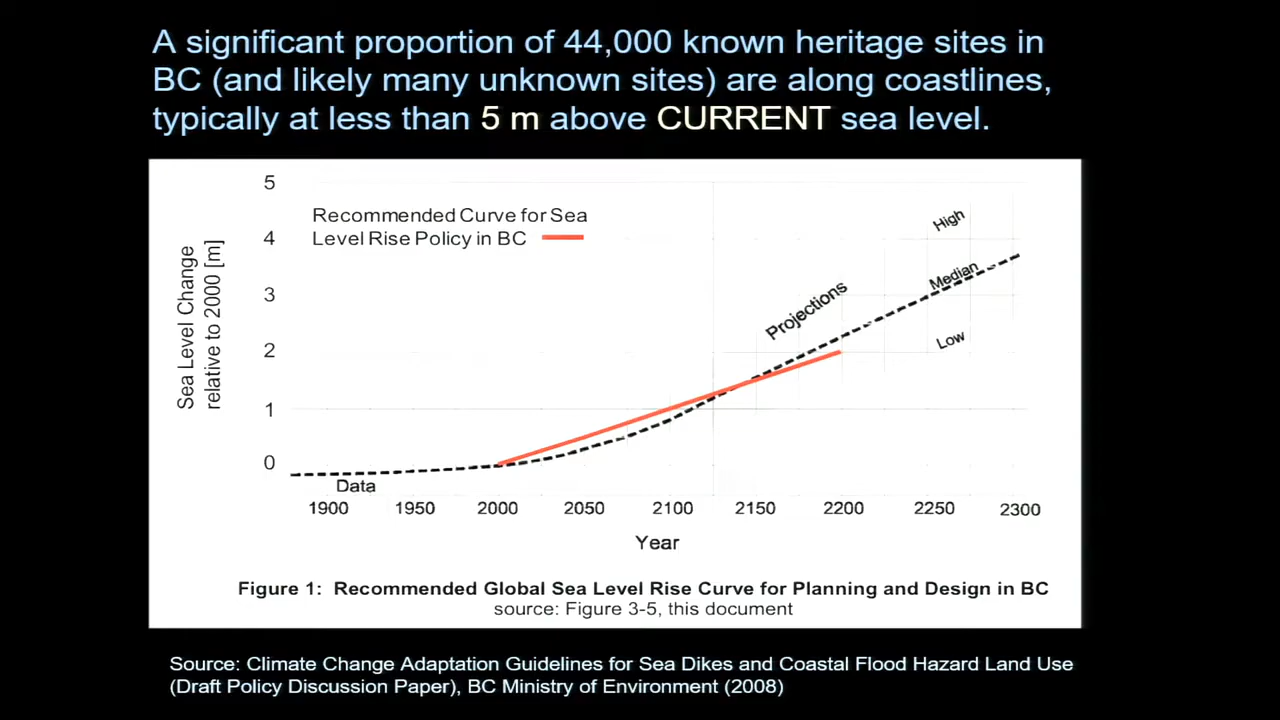 A significant proportion of 44,000 known heritage sites in
BC (and likely many unknown sites) are along coastlines,
typically at less than 5 m above CURRENT sea level.
Recommended Curve for Sea
Level Rise Policy in BC
Sea Level Change
relative to 2000 [m]
5
4
3
2
1
0
High
Median
Low
Projections
Data
1900 1950 2000 2050 2100 2150 2200 2250 2300
Year
Figure 1: Recommended Global Sea Level Rise Curve for Planning and Design in BC
source: Figure 3-5, this document
Source: Climate Change Adaptation Guidelines for Sea Dikes and Coastal Flood Hazard Land Use
(Draft Policy Discussion Paper), BC Ministry of Environment (2008)